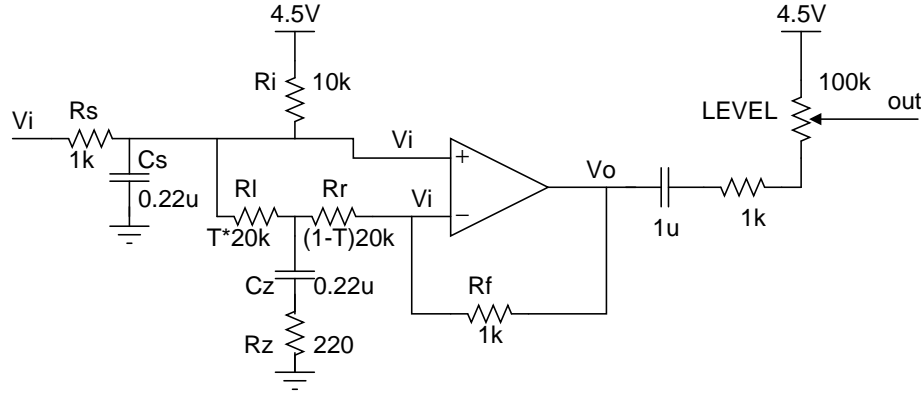 4.5V
4.5V
Ri
10k
100k
Vi
Rs
LEVEL
out
1k
Cs
Vi
0.22u
Rl
Rr
Vi
Vo
T*20k
(1-T)20k
1u
1k
Cz
0.22u
Rf
1k
Rz
220